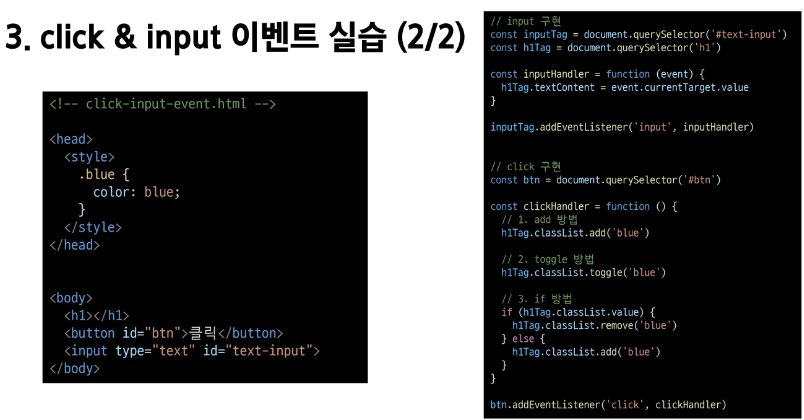 3. click & input 이벤트 실습 (2/2)
<!-- click-input-event.html -->
<head>
<style>
.blue {
color: blue;
}
</style>
</head>
<body>
<h1></h1>
<button id="btn">클릭</button>
<input type="text" id="text-input">
</body>
// input 구현
const inputTag = document.querySelector('#text-input')
const h1Tag = document.querySelector('h1')
const inputHandler = function (event) {
h1Tag.textContent = event.currentTarget.value
}
inputTag.addEventListener('input', inputHandler)
// click 구현
const btn = document.querySelector('#btn')
const clickHandler = function () {
// 1. add 방법
h1Tag.classList.add('blue')
// 2. toggle 방법
h1Tag.classList.toggle('blue')
// 3. if 방법
if (h1Tag.classList.value) {
h1Tag.classList.remove('blue')
} else {
h1Tag.classList.add('blue')
}
}
btn.addEventListener('click', clickHandler)